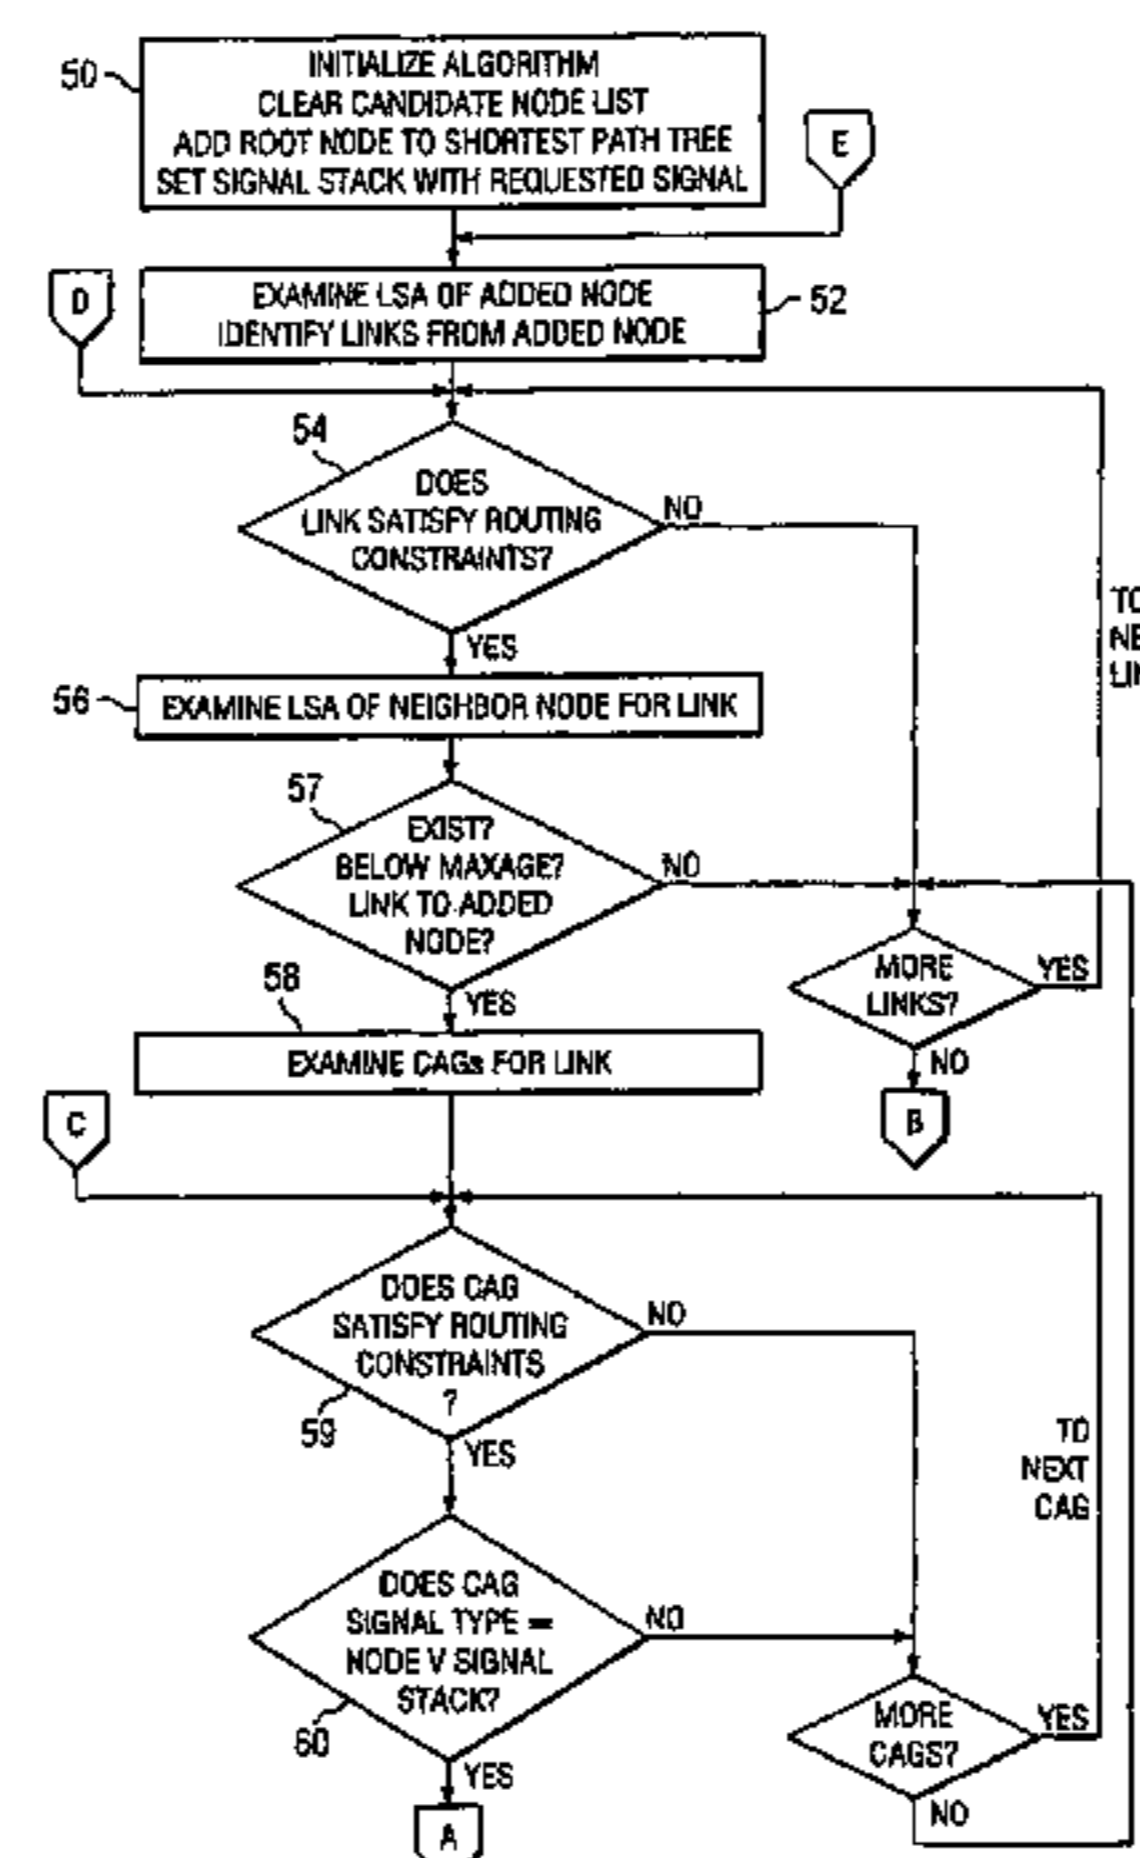 50
INITIALIZE ALGORITHM
CLEAR CANDIDATE NODE LIST
ADD ROOT NODE TO SHORTEST PATH TREE
SET SIGNAL STACK WITH REQUESTED SIGNAL
E
D
EXAMINE LSA OF ADDED NODE
IDENTIFY LINKS FROM ADDED NODE
52
54
DOES
LINK SATISFY ROUTING
CONSTRAINTS?
NO
YES
TO
NE
LIN
56
EXAMINE LSA OF NEIGHBOR NODE FOR LINK
57
EXIST?
BELOW MAXAGE?
LINK TO ADDED
NODE?
NO
YES
MORE
LINKS?
YES
NO
B
58
EXAMINE CAGs FOR LINK
C
DOES CAG
SATISFY ROUTING
CONSTRAINTS
?
NO
59
YES
TO
NEXT
CAG
DOES CAG
SIGNAL TYPE =
NODE V SIGNAL
STACK?
NO
60
YES
MORE
CAGS?
YES
NO
A